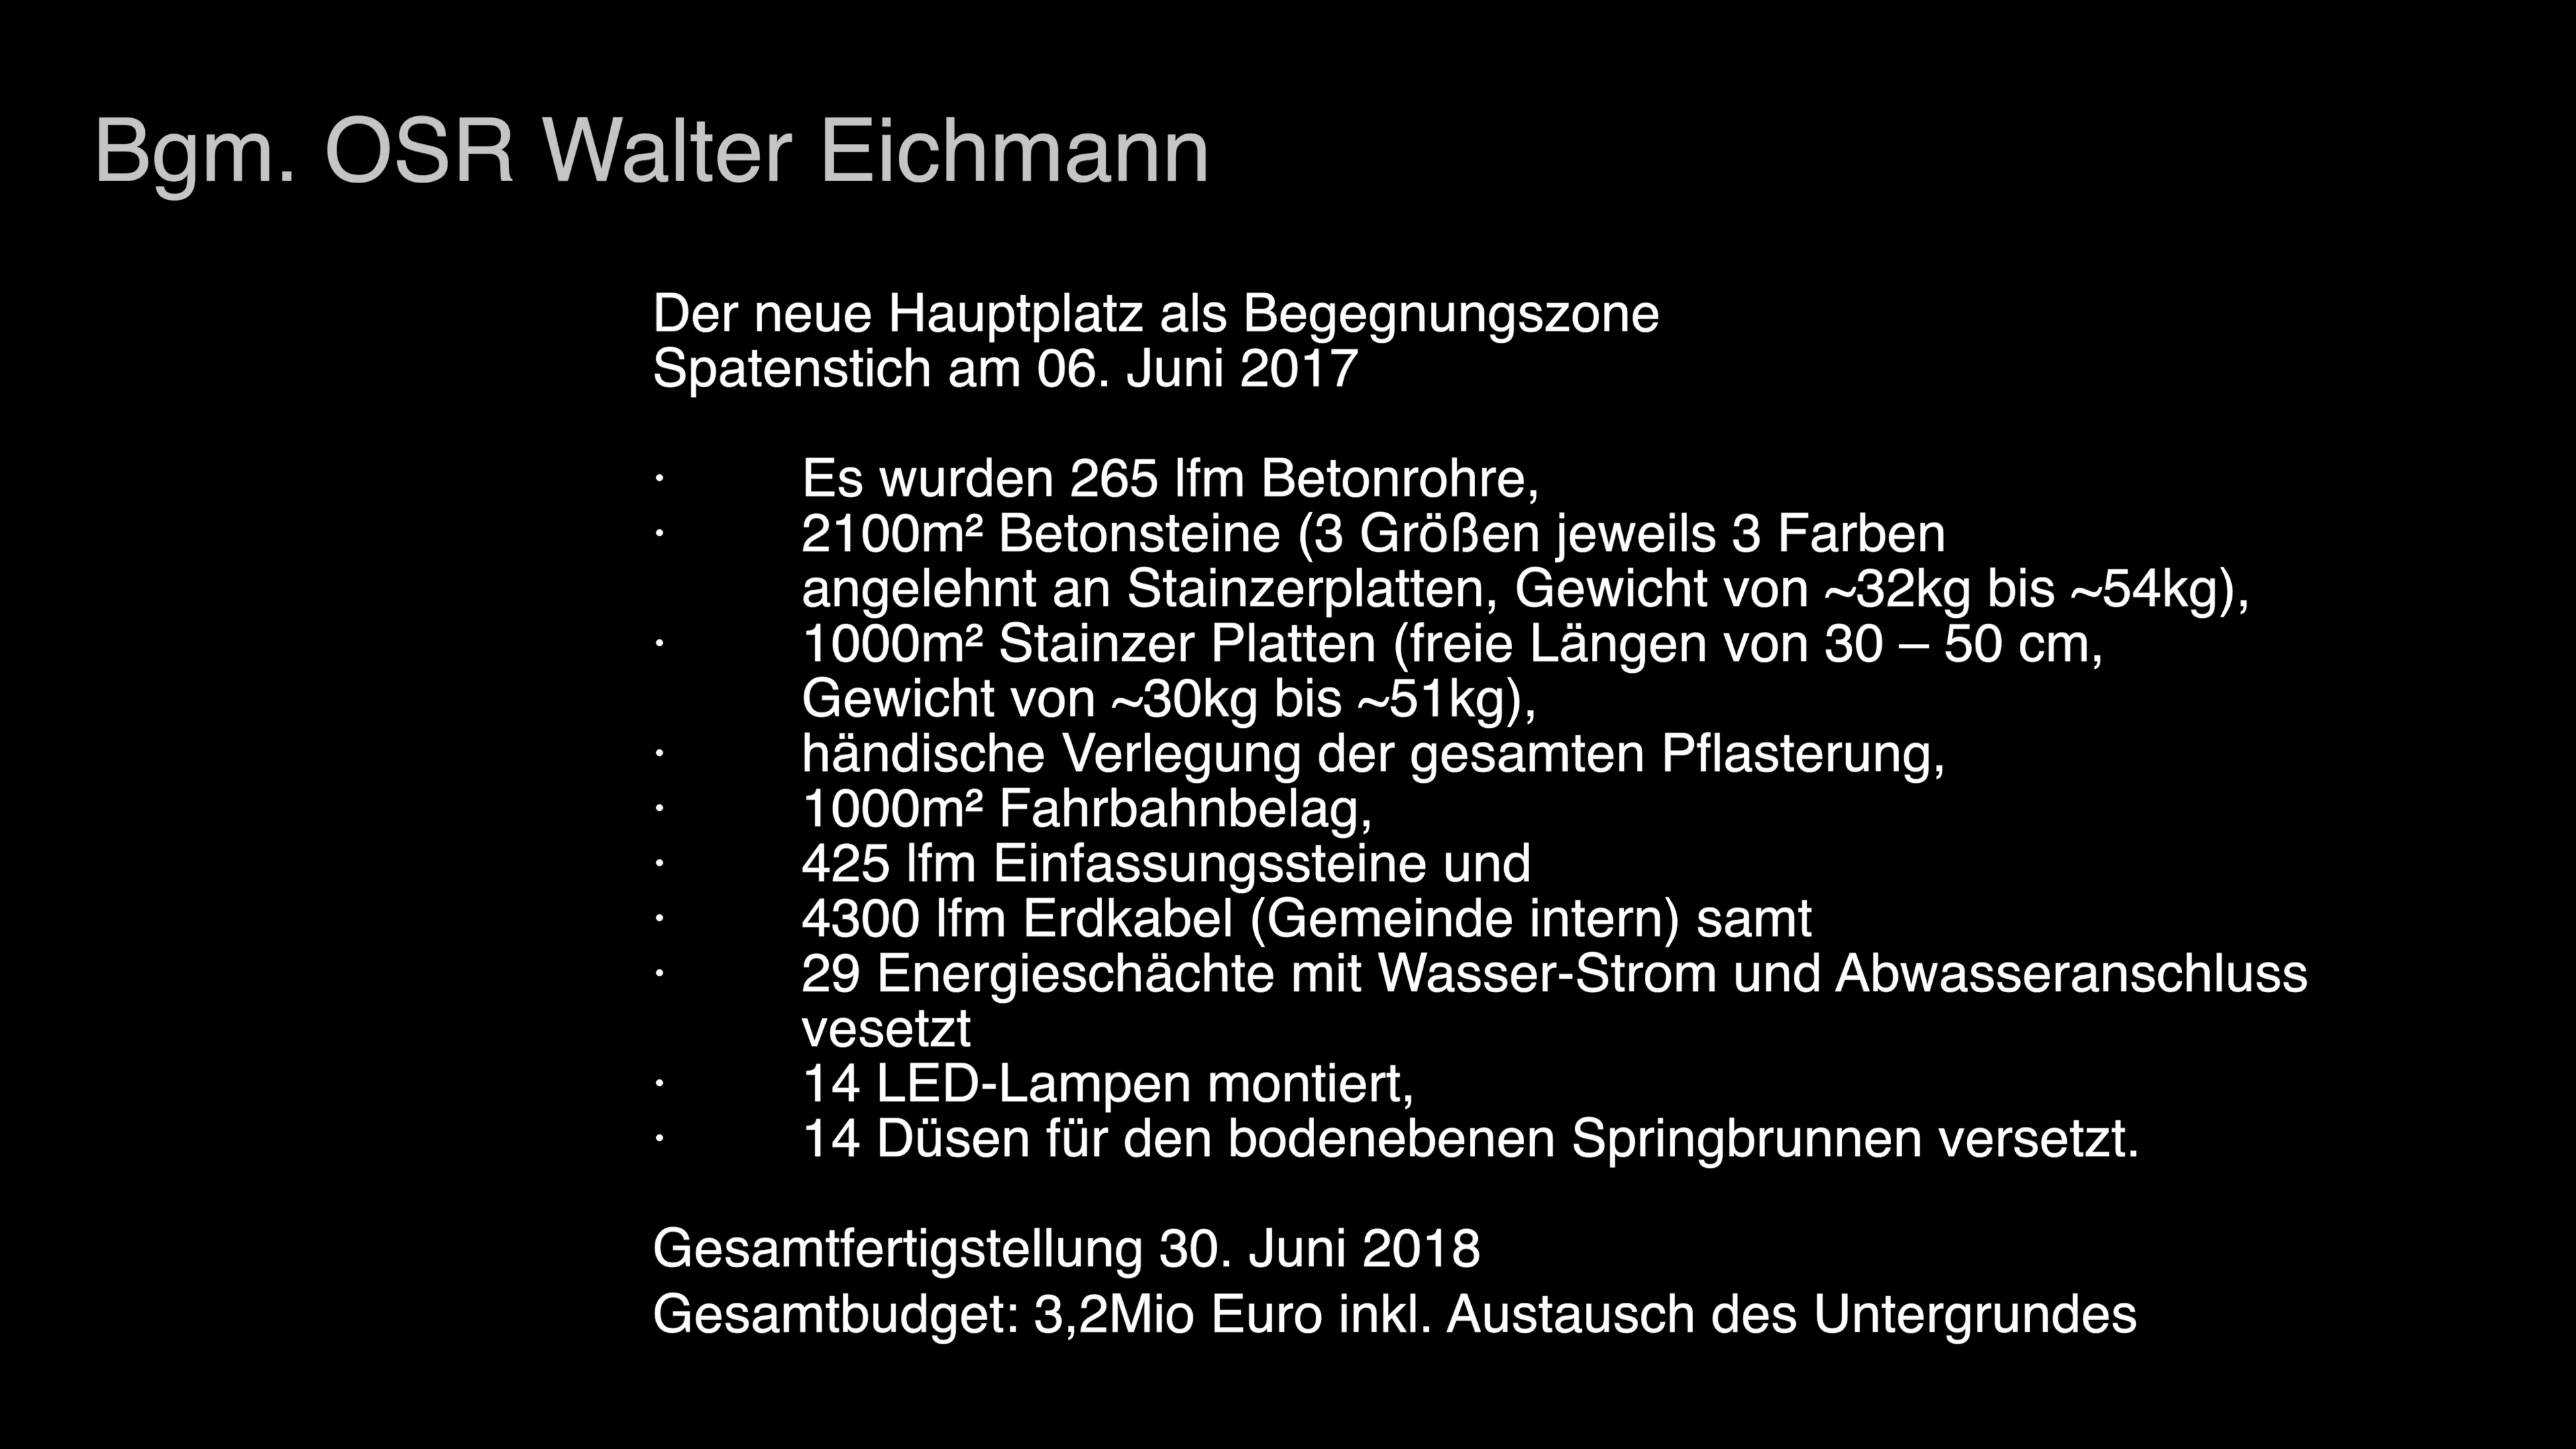 Bgm. OSR Walter Eichmann
Der neue Hauptplatz als Begegnungszone
Spatenstich am 06. Juni 2017
· Es wurden 265 lfm Betonrohre,
· 2100m² Betonsteine (3 Größen jeweils 3 Farben
angelehnt an Stainzerplatten, Gewicht von ~32kg bis ~54kg),
· 1000m² Stainzer Platten (freie Längen von 30 – 50 cm,
Gewicht von ~30kg bis ~51kg),
· händische Verlegung der gesamten Pflasterung,
· 1000m² Fahrbahnbelag,
· 425 lfm Einfassungssteine und
· 4300 lfm Erdkabel (Gemeinde intern) samt
· 29 Energieschächte mit Wasser-Strom und Abwasseranschluss
vesetzt
· 14 LED-Lampen montiert,
· 14 Düsen für den bodenebenen Springbrunnen versetzt.
Gesamtfertigstellung 30. Juni 2018
Gesamtbudget: 3,2Mio Euro inkl. Austausch des Untergrundes